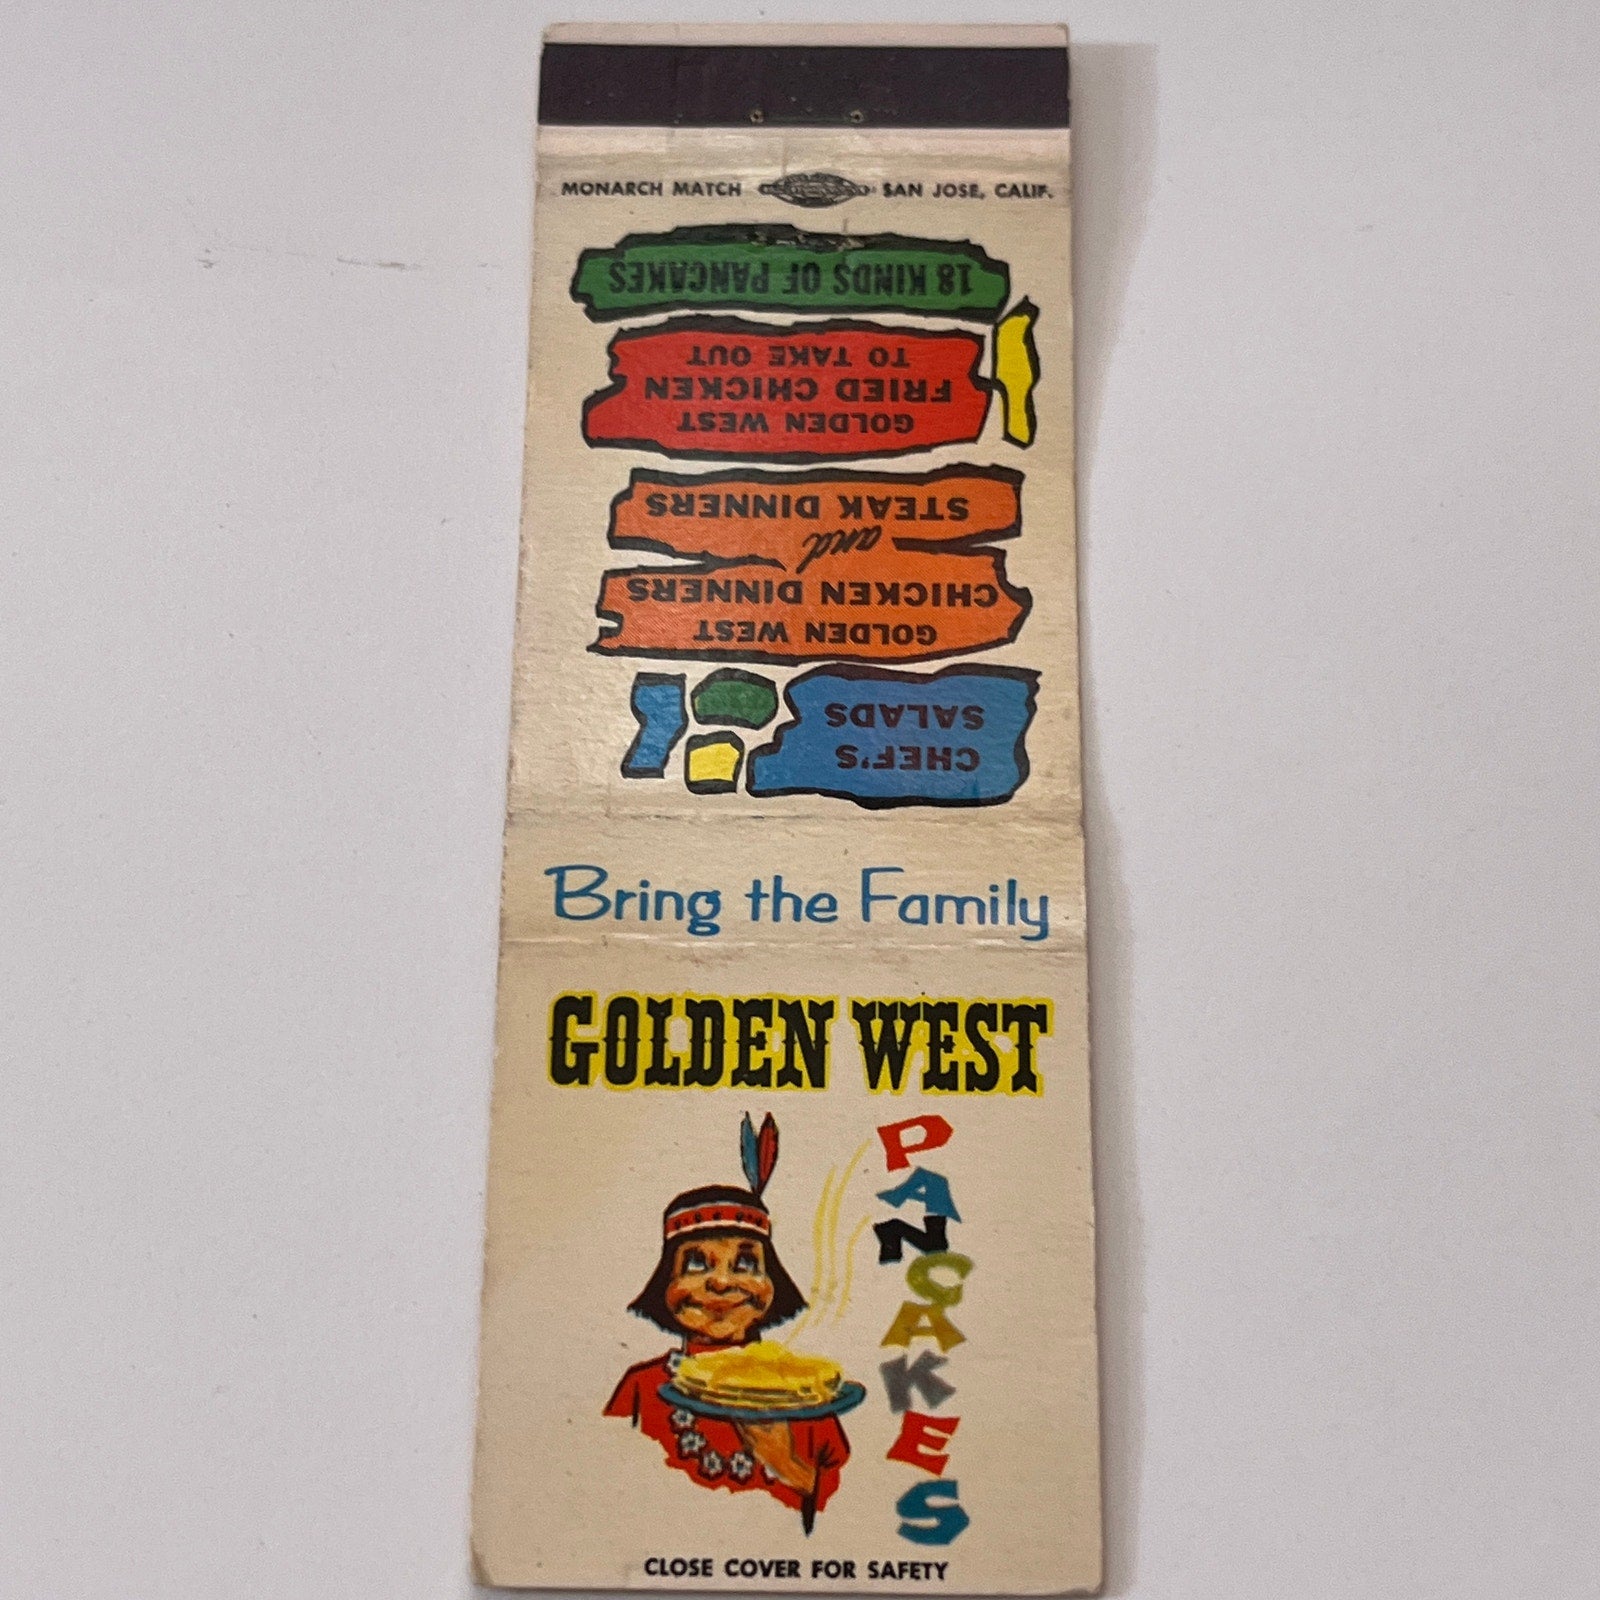 MONARCH MATCH SAN JOSE, CALIF.
CHEF'S
SALADS
GOLDEN WEST
CHICKEN DINNERS
and
STEAK DINNERS
GOLDEN WEST
FRIED CHICKEN
TO TAKE OUT
18 KINDS OF PANCAKES
Bring the Family
GOLDEN WEST
PANCAKES
CLOSE COVER FOR SAFETY